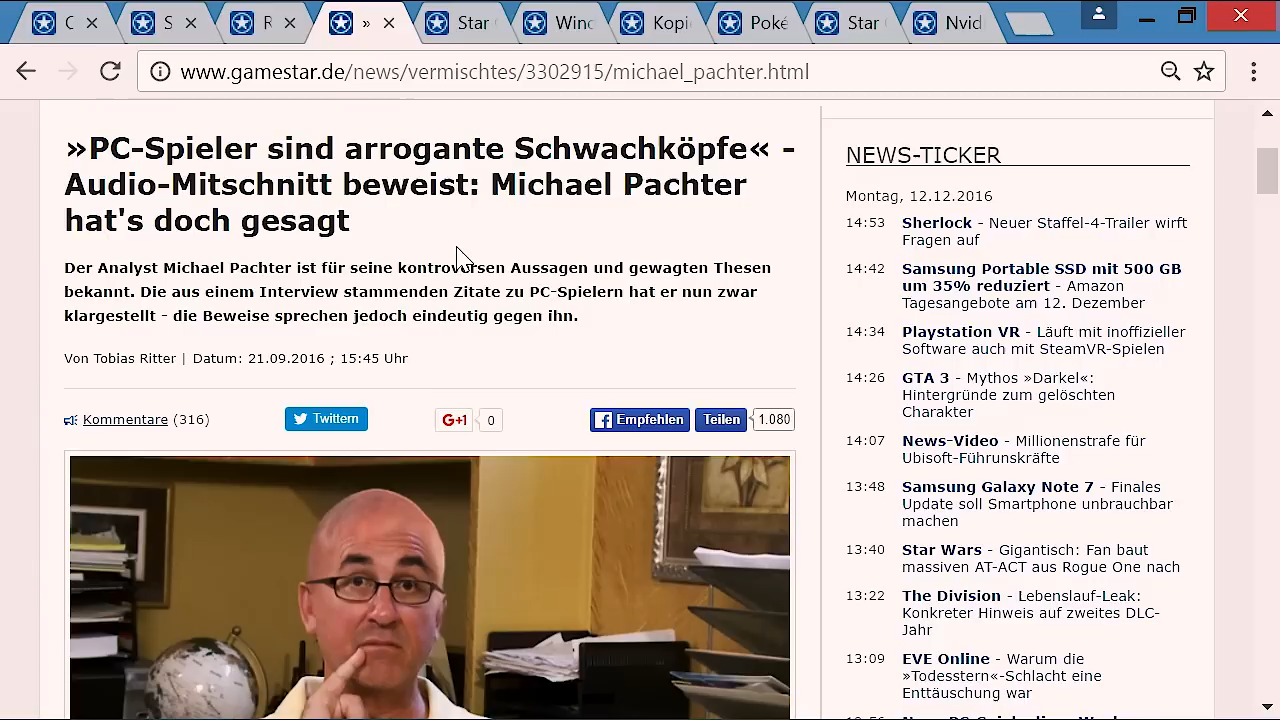 C
S
R
»
Star
Wind
Kopi
Poké
Star
Nvid
www.gamestar.de/news/vermischtes/3302915/michael_pachter.html
»PC-Spieler sind arrogante Schwachköpfe« -
Audio-Mitschnitt beweist: Michael Pachter
hat's doch gesagt
Der Analyst Michael Pachter ist für seine kontroversen Aussagen und gewagten Thesen
bekannt. Die aus einem Interview stammenden Zitate zu PC-Spielern hat er nun zwar
klargestellt - die Beweise sprechen jedoch eindeutig gegen ihn.
Von Tobias Ritter | Datum: 21.09.2016 ; 15:45 Uhr
Kommentare (316)
Twittern
G+1
0
Empfehlen
Teilen
1.080
NEWS-TICKER
Montag, 12.12.2016
14:53 Sherlock - Neuer Staffel-4-Trailer wirft
Fragen auf
14:42 Samsung Portable SSD mit 500 GB
um 35% reduziert - Amazon
Tagesangebote am 12. Dezember
14:34 Playstation VR - Läuft mit inoffizieller
Software auch mit SteamVR-Spielen
14:26 GTA 3 - Mythos »Darkel«:
Hintergründe zum gelöschten
Charakter
14:07 News-Video - Millionenstrafe für
Ubisoft-Führunskräfte
13:48 Samsung Galaxy Note 7 - Finales
Update soll Smartphone unbrauchbar
machen
13:40 Star Wars - Gigantisch: Fan baut
massiven AT-ACT aus Rogue One nach
13:22 The Division - Lebenslauf-Leak:
Konkreter Hinweis auf zweites DLC-
Jahr
13:09 EVE Online - Warum die
»Todesstern«-Schlacht eine
Enttäuschung war